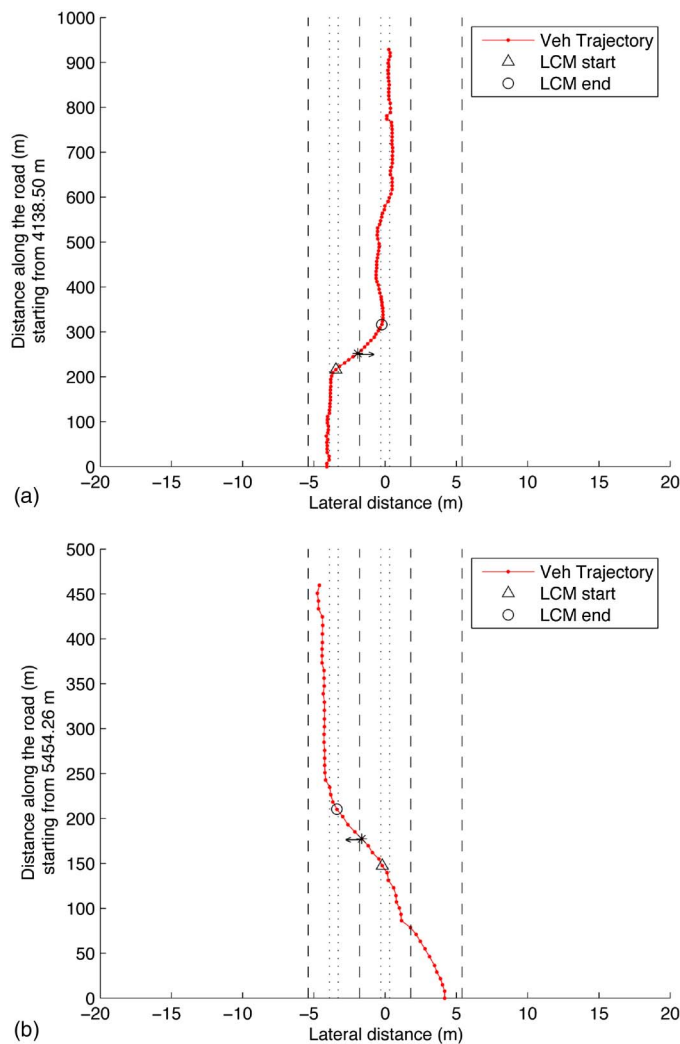 1000
900
800
700
600
500
400
300
200
100
0
Distance along the road (m)
starting from 4138.50 m
Veh Trajectory
LCM start
LCM end
−20 −15 −10 −5 0 5 10 15 20
(a) Lateral distance (m)
500
450
400
350
300
250
200
150
100
50
0
Distance along the road (m)
starting from 5454.26 m
Veh Trajectory
LCM start
LCM end
−20 −15 −10 −5 0 5 10 15 20
(b) Lateral distance (m)